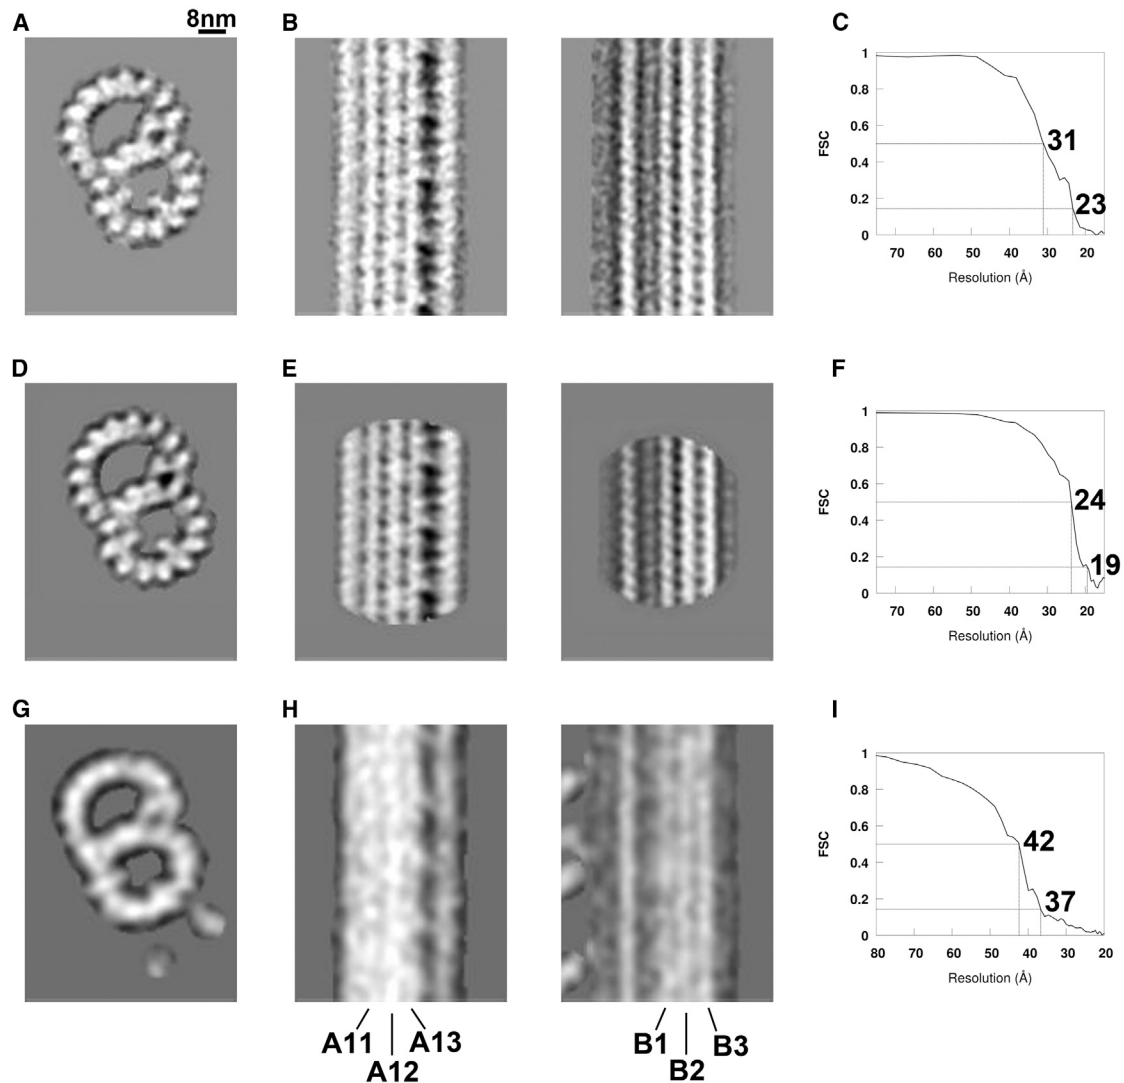 A
8nm
B
C
1
0.8
0.6
0.4
0.2
0
FSC
31
23
70 60 50 40 30 20
Resolution (Å)
D
E
F
1
0.8
0.6
0.4
0.2
0
FSC
24
19
70 60 50 40 30 20
Resolution (Å)
G
H
I
1
0.8
0.6
0.4
0.2
0
FSC
42
37
80 70 60 50 40 30 20
Resolution (Å)
A11
A12
A13
B1
B2
B3